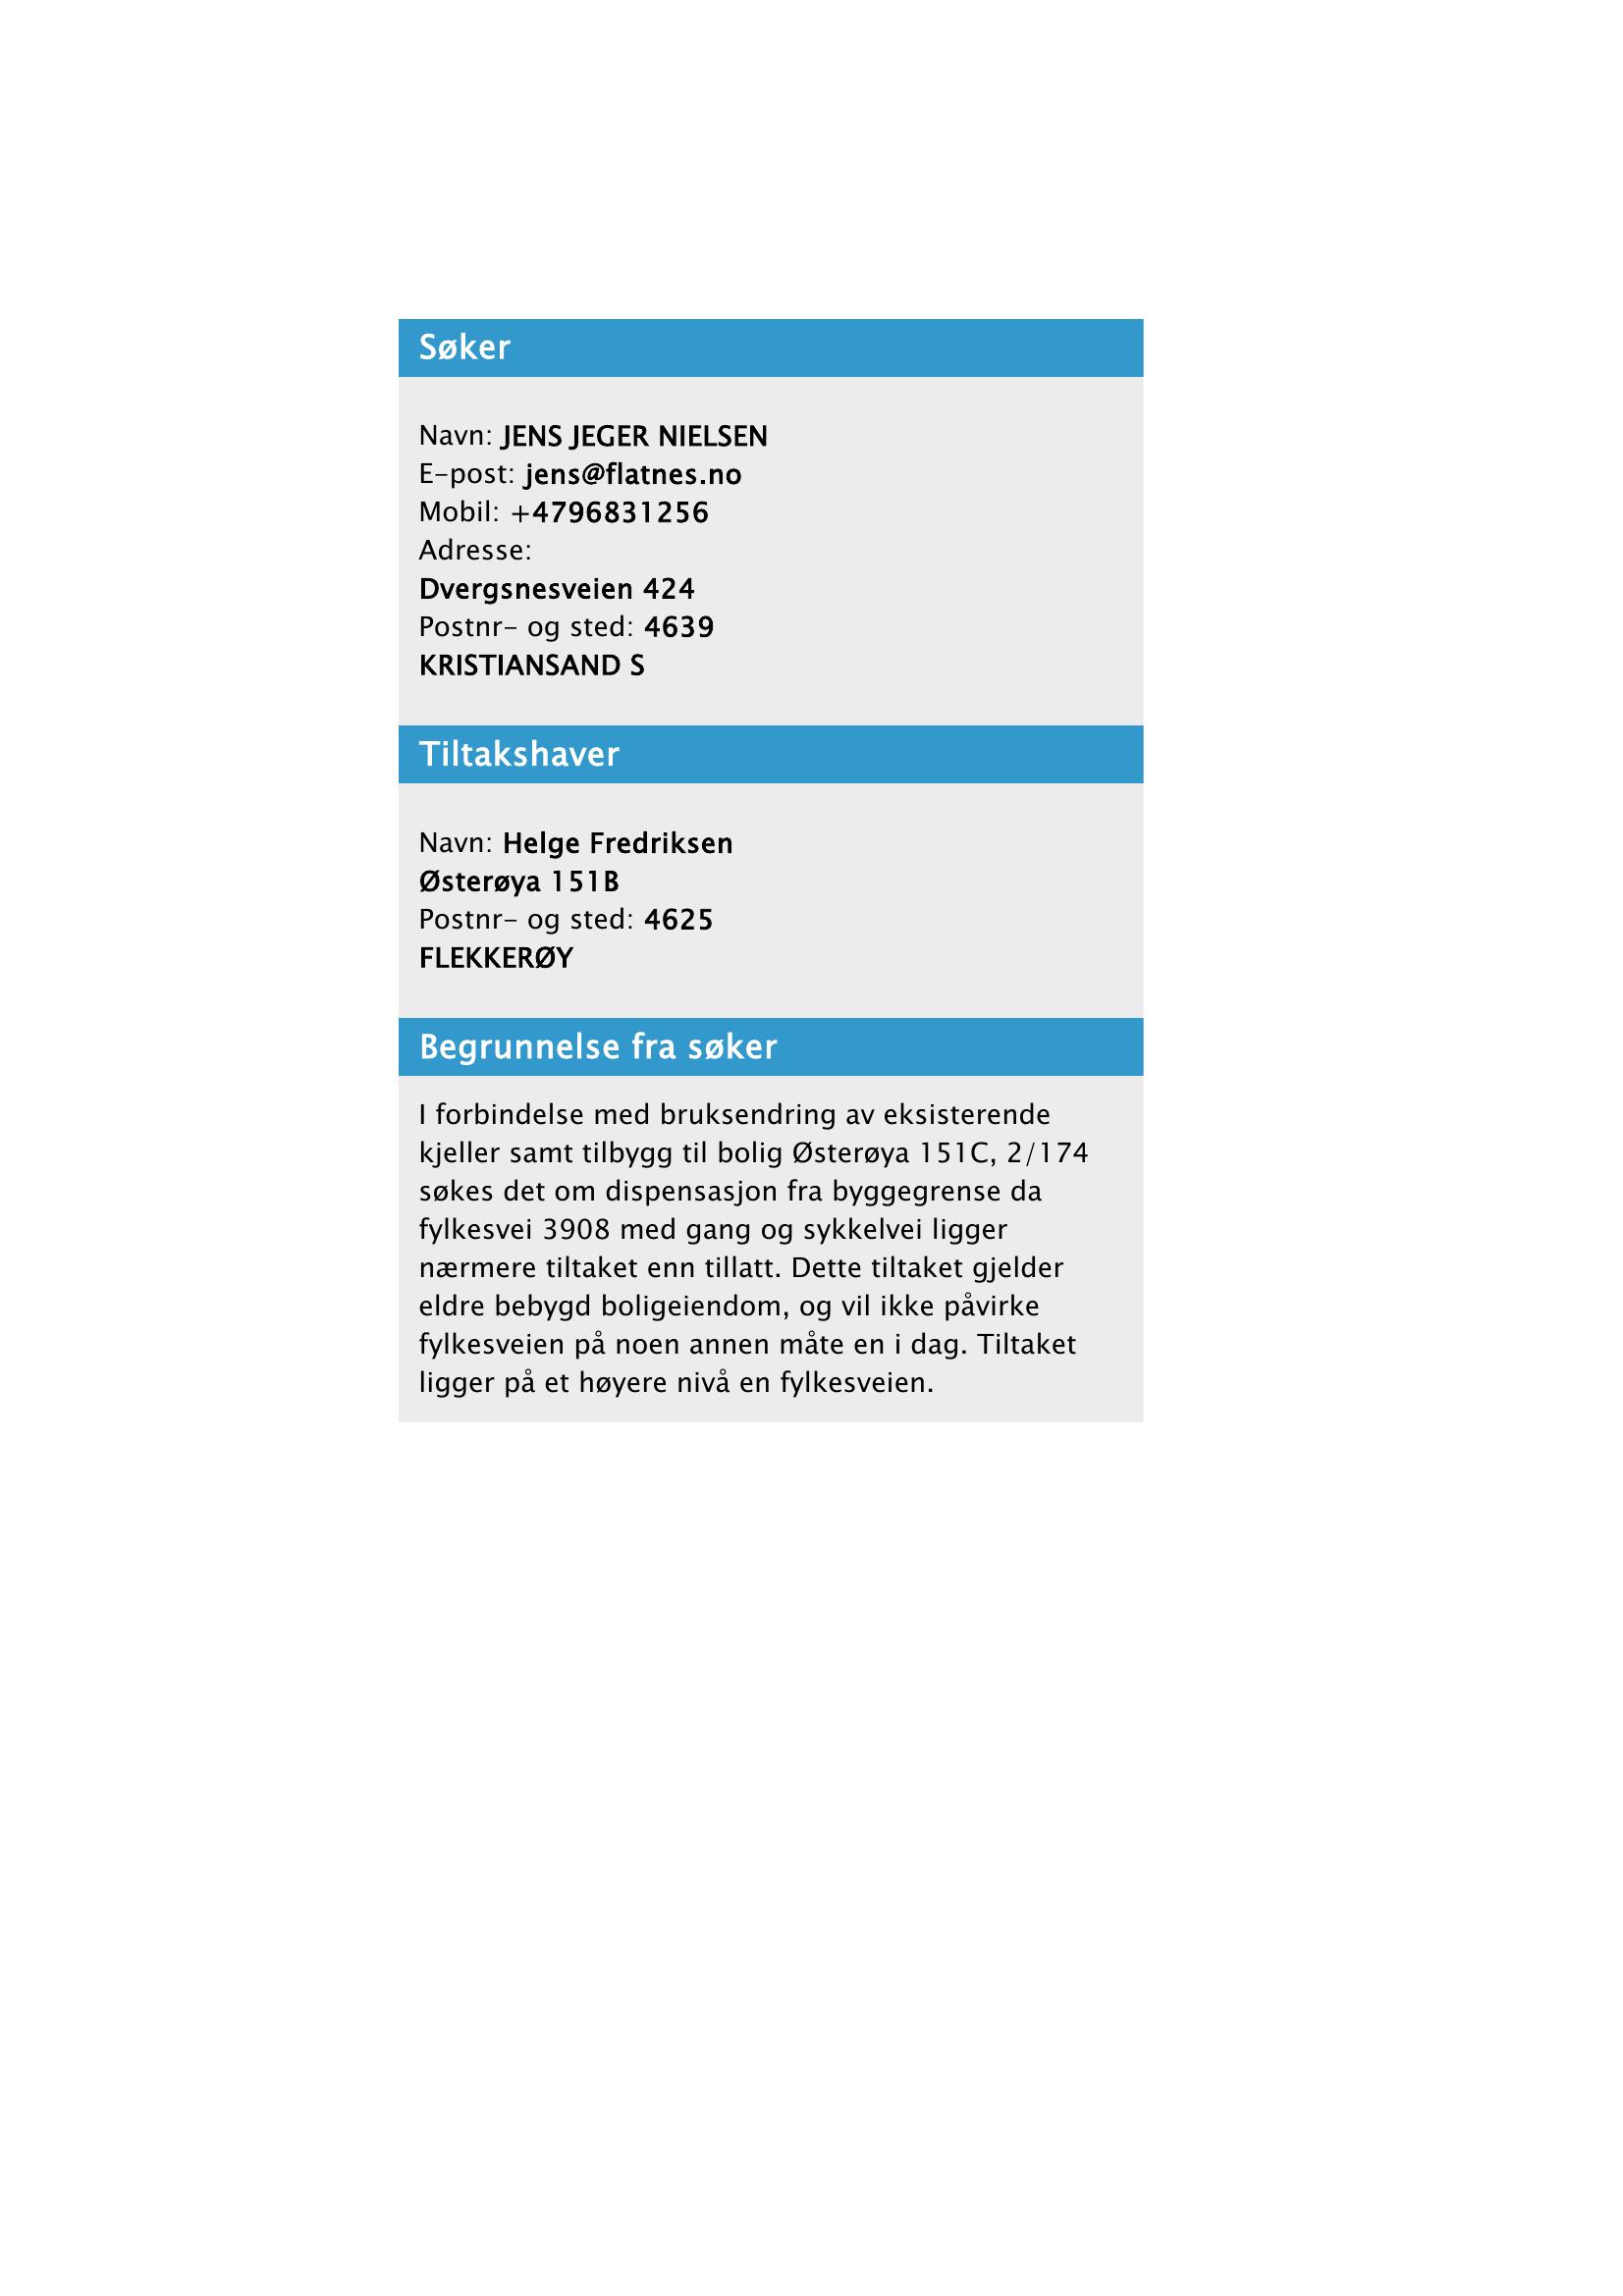 Søker
Navn: JENS JEGER NIELSEN
E-post: jens@flatnes.no
Mobil: +4796831256
Adresse:
Dvergsnesveien 424
Postnr- og sted: 4639
KRISTIANSAND S
Tiltakshaver
Navn: Helge Fredriksen
Østerøya 151B
Postnr- og sted: 4625
FLEKKERØY
Begrunnelse fra søker
I forbindelse med bruksendring av eksisterende
kjeller samt tilbygg til bolig Østerøya 151C, 2/174
søkes det om dispensasjon fra byggegrense da
fylkesvei 3908 med gang og sykkelvei ligger
nærmere tiltaket enn tillatt. Dette tiltaket gjelder
eldre bebygd boligeiendom, og vil ikke påvirke
fylkesveien på noen annen måte en i dag. Tiltaket
ligger på et høyere nivå en fylkesveien.